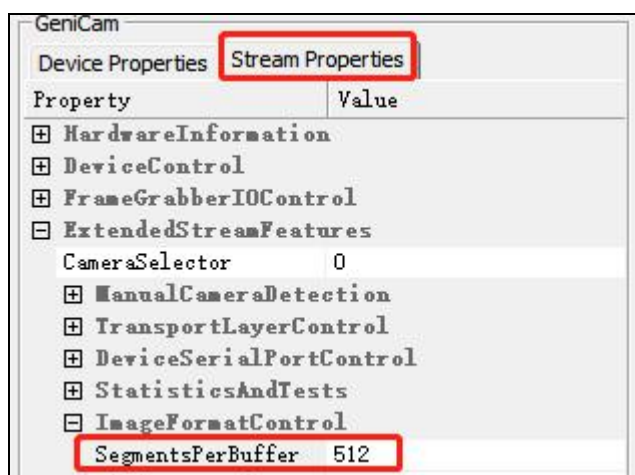 GeniCam
Device Properties Stream Properties
Property Value
HardwareInformation
DeviceControl
FrameGrabberIOControl
ExtendedStreamFeatures
CameraSelector 0
ManualCameraDetection
TransportLayerControl
DeviceSerialPortControl
StatisticsAndTests
ImageFormatControl
SegmentsPerBuffer 512